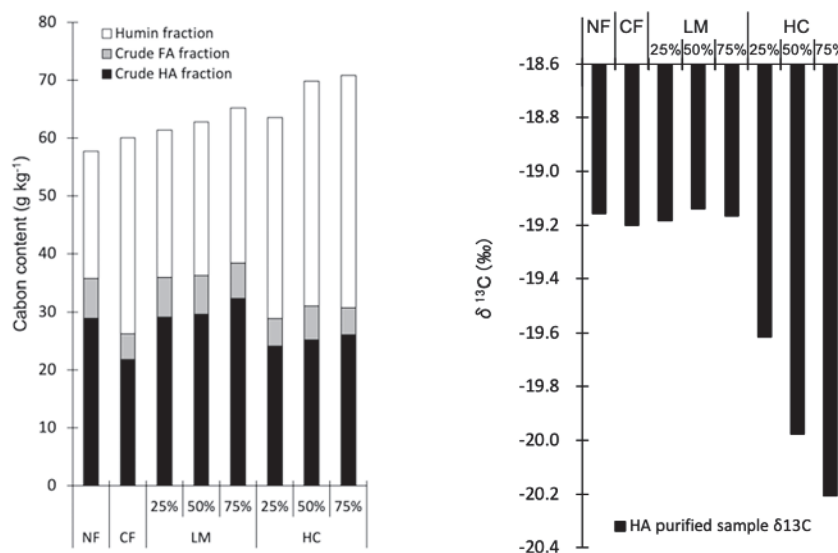 80
70
60
50
40
30
20
10
0
Cabon content (g kg-1)
Humin fraction
Crude FA fraction
Crude HA fraction
25% 50% 75% 25% 50% 75%
NF CF LM HC
NF CF LM HC
25% 50% 75% 25% 50% 75%
-18.6
-18.8
-19.0
-19.2
-19.4
-19.6
-19.8
-20.0
-20.2
-20.4
δ 13C (‰)
HA purified sample δ13C